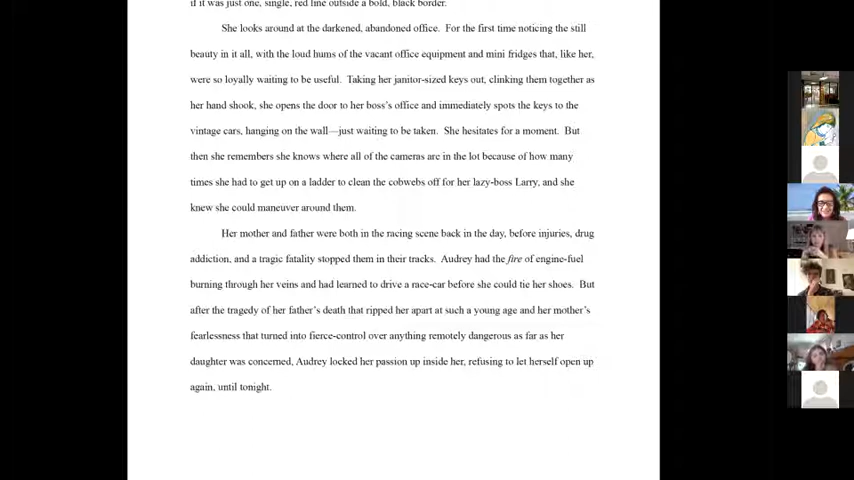 if it was just one, single, red line outside a bold, black border.
She looks around at the darkened, abandoned office.  For the first time noticing the still
beauty in it all, with the loud hums of the vacant office equipment and mini fridges that, like her,
were so loyally waiting to be useful.  Taking her janitor-sized keys out, clinking them together as
her hand shook, she opens the door to her boss's office and immediately spots the keys to the
vintage cars, hanging on the wall—just waiting to be taken.  She hesitates for a moment.  But
then she remembers she knows where all of the cameras are in the lot because of how many
times she had to get up on a ladder to clean the cobwebs off for her lazy-boss Larry, and she
knew she could maneuver around them.
Her mother and father were both in the racing scene back in the day, before injuries, drug
addiction, and a tragic fatality stopped them in their tracks.  Audrey had the fire of engine-fuel
burning through her veins and had learned to drive a race-car before she could tie her shoes.  But
after the tragedy of her father's death that ripped her apart at such a young age and her mother's
fearlessness that turned into fierce-control over anything remotely dangerous as far as her
daughter was concerned, Audrey locked her passion up inside her, refusing to let herself open up
again, until tonight.